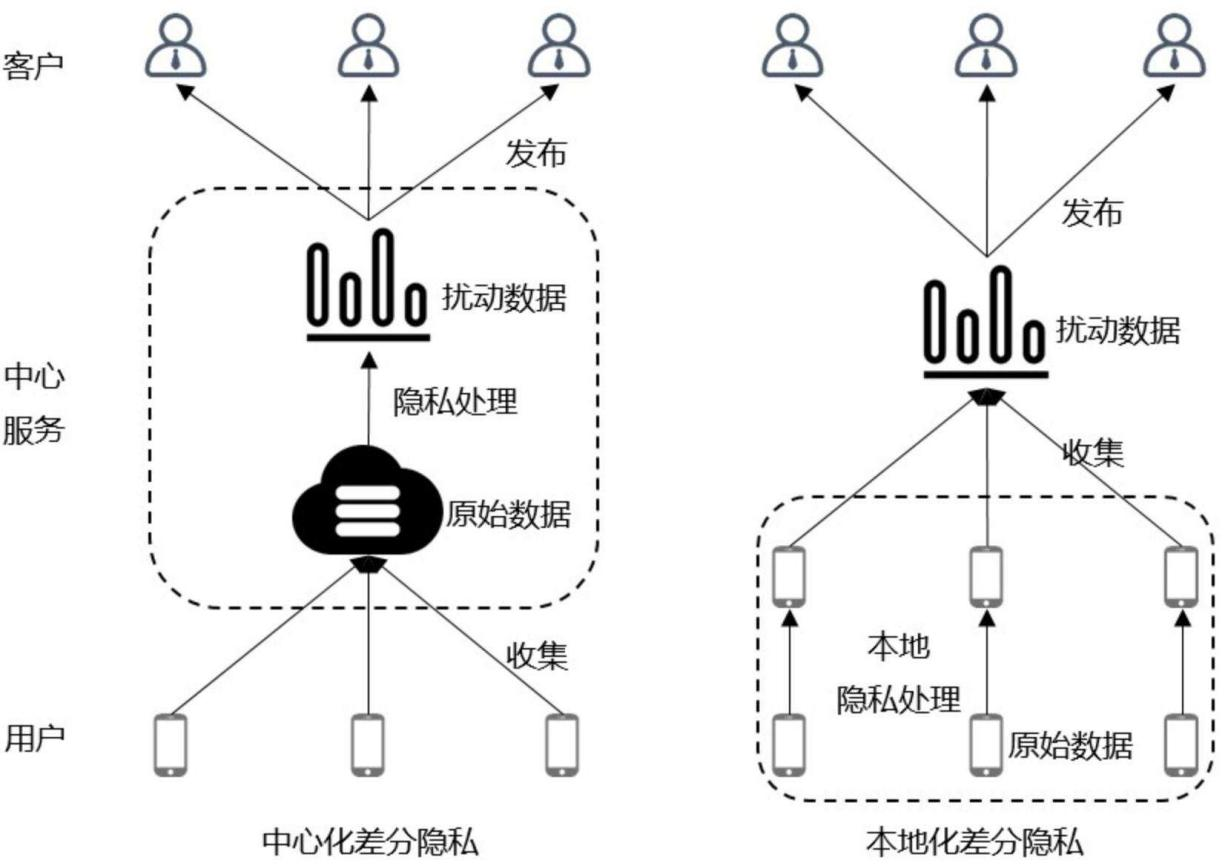 客户
发布
扰动数据
中心
服务
隐私处理
原始数据
收集
用户
中心化差分隐私
发布
扰动数据
收集
本地
隐私处理
原始数据
本地化差分隐私